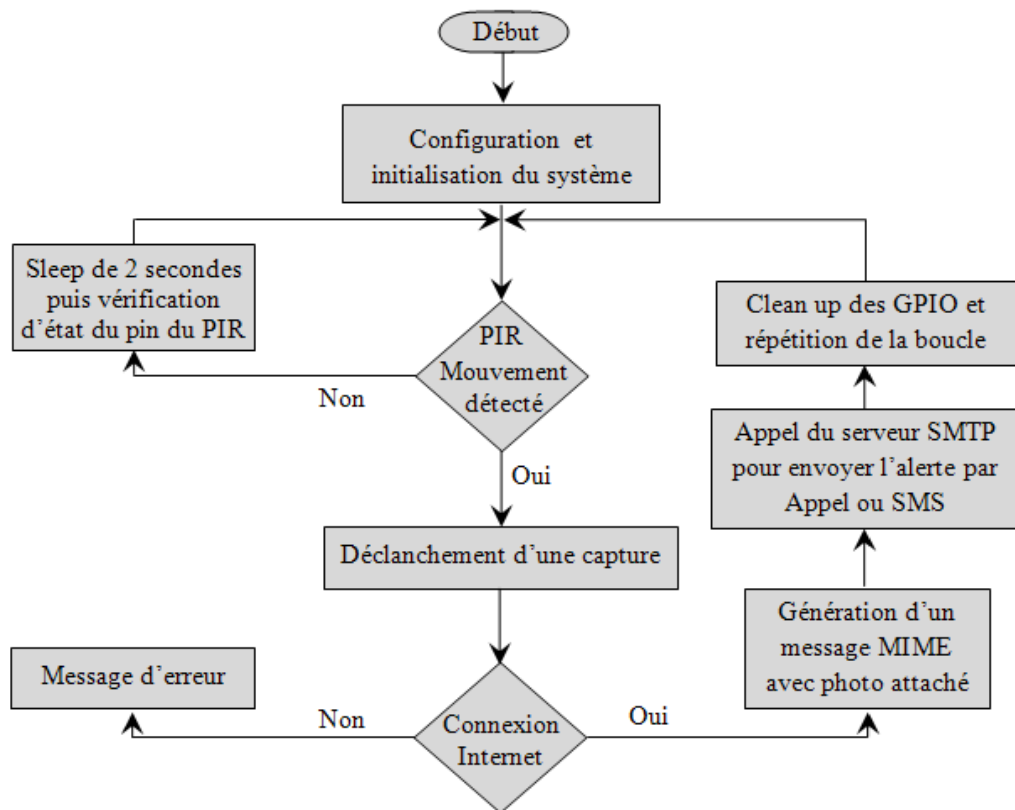 Début
Configuration et
initialisation du système
Sleep de 2 secondes
puis vérification
d'état du pin du PIR
PIR
Mouvement
détecté
Non
Oui
Déclanchement d'une capture
Connexion
Internet
Non
Message d'erreur
Oui
Génération d'un
message MIME
avec photo attaché
Appel du serveur SMTP
pour envoyer l'alerte par
Appel ou SMS
Clean up des GPIO et
répétition de la boucle